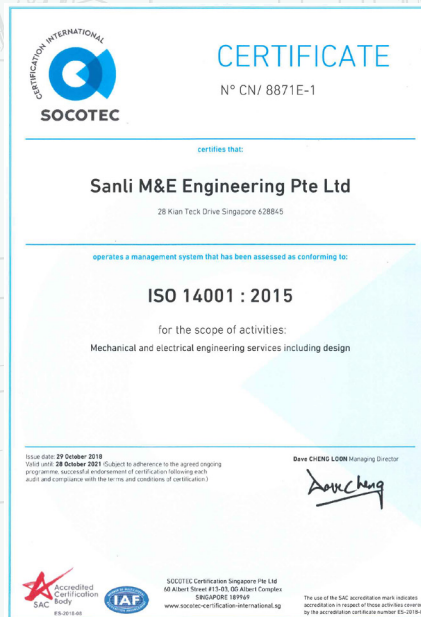 CERTIFICATION INTERNATIONAL
SOCOTEC
CERTIFICATE
N° CN/ 8871E-1
certifies that:
Sanli M&E Engineering Pte Ltd
28 Kian Teck Drive Singapore 628845
operates a management system that has been assessed as conforming to:
ISO 14001 : 2015
for the scope of activities:
Mechanical and electrical engineering services including design
Issue date: 29 October 2018
Valid until: 28 October 2021 (Subject to adherence to the agreed ongoing
programme, successful endorsement of certification following each
audit and compliance with the terms and conditions of certification)
Dave CHENG LOON Managing Director
Dave Cheng
SAC
Accredited
Certification
Body
ES-2018-05
IAF
SOCOTEC Certification Singapore Pte Ltd
60 Albert Street #13-03, OG Albert Complex
SINGAPORE 189969
www.socotec-certification-international.sg
The use of the SAC accreditation mark indicates
accreditation in respect of those activities
by the accreditation certificate number